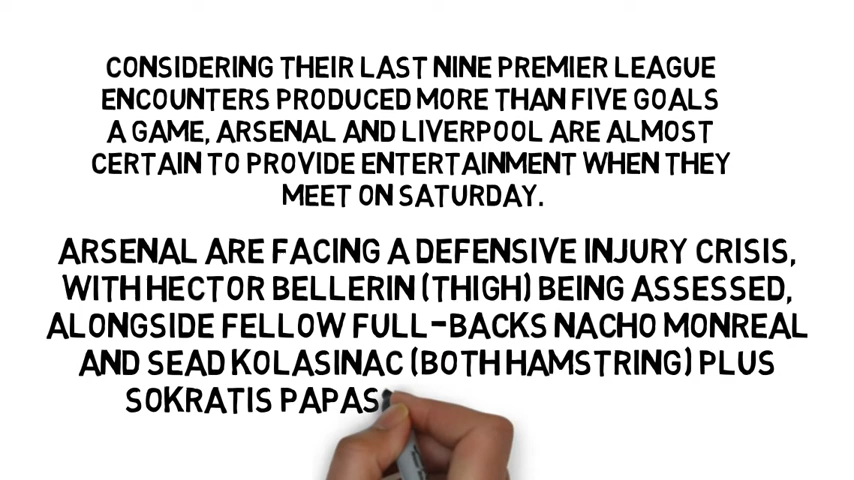 CONSIDERING THEIR LAST NINE PREMIER LEAGUE
ENCOUNTERS PRODUCED MORE THAN FIVE GOALS
A GAME, ARSENAL AND LIVERPOOL ARE ALMOST
CERTAIN TO PROVIDE ENTERTAINMENT WHEN THEY
MEET ON SATURDAY.
ARSENAL ARE FACING A DEFENSIVE INJURY CRISIS,
WITH HECTOR BELLERIN (THIGH) BEING ASSESSED,
ALONGSIDE FELLOW FULL-BACKS NACHO MONREAL
AND SEAD KOLASINAC (BOTH HAMSTRING) PLUS
SOKRATIS PAPAS